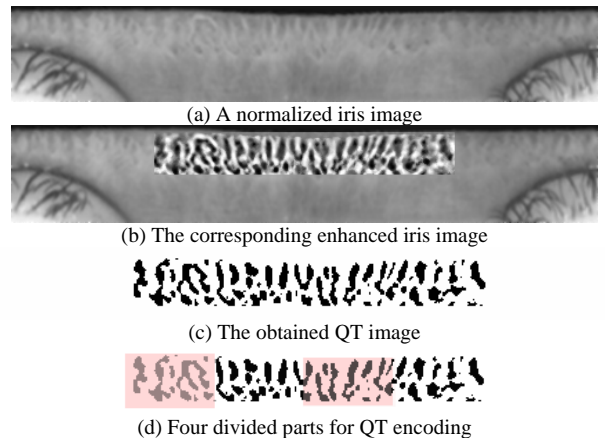 (a) A normalized iris image
(b) The corresponding enhanced iris image
(c) The obtained QT image
(d) Four divided parts for QT encoding